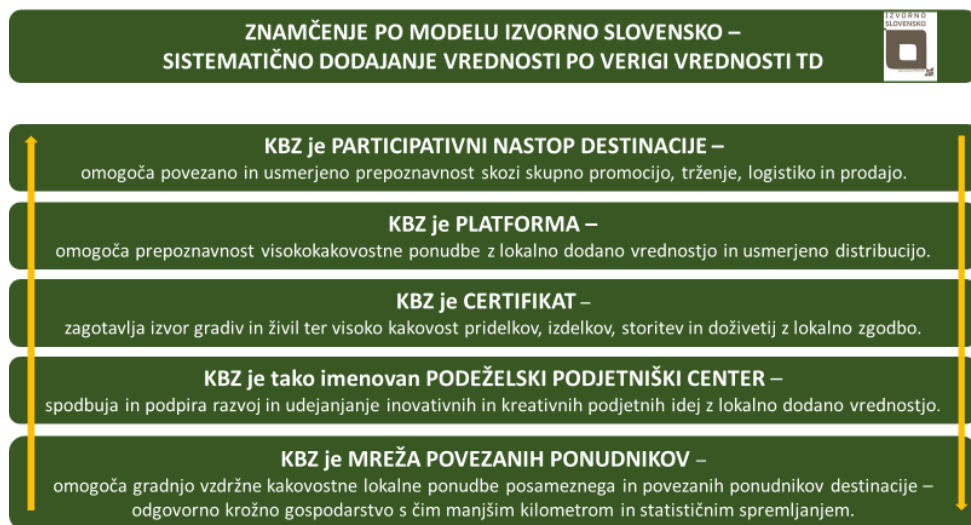 ZNAMČENJE PO MODELU IZVORNO SLOVENSKO –
SISTEMATIČNO DODAJANJE VREDNOSTI PO VERIGI VREDNOSTI TD
IZVORNO
SLOVENSKO
KBZ je PARTICIPATIVNI NASTOP DESTINACIJE –
omogoča povezano in usmerjeno prepoznavnost skozi skupno promocijo, trženje, logistiko in prodajo.
KBZ je PLATFORMA –
omogoča prepoznavnost visokokakovostne ponudbe z lokalno dodano vrednostjo in usmerjeno distribucijo.
KBZ je CERTIFIKAT –
zagotavlja izvor gradiv in živil ter visoko kakovost pridelkov, izdelkov, storitev in doživetij z lokalno zgodbo.
KBZ je tako imenovan PODEŽELSKI PODJETNIŠKI CENTER –
spodbuja in podpira razvoj in udejanjanje inovativnih in kreativnih podjetnih idej z lokalno dodano vrednostjo.
KBZ je MREŽA POVEZANIH PONUDNIKOV –
omogoča gradnjo vzdržne kakovostne lokalne ponudbe posameznega in povezanih ponudnikov destinacije –
odgovorno krožno gospodarstvo s čim manjšim kilometrom in statističnim spremljanjem.